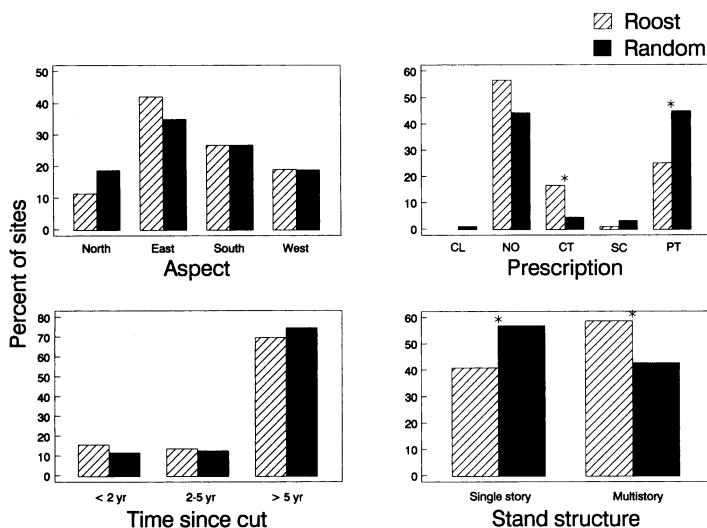 Roost
Random
Percent of sites
50
40
30
20
10
0
North East South West
Aspect
60
50
40
30
20
10
0
*
*
CL NO CT SC PT
Prescription
80
70
60
50
40
30
20
10
0
< 2 yr 2-5 yr > 5 yr
Time since cut
60
50
40
30
20
10
0
* *
Single story Multistory
Stand structure